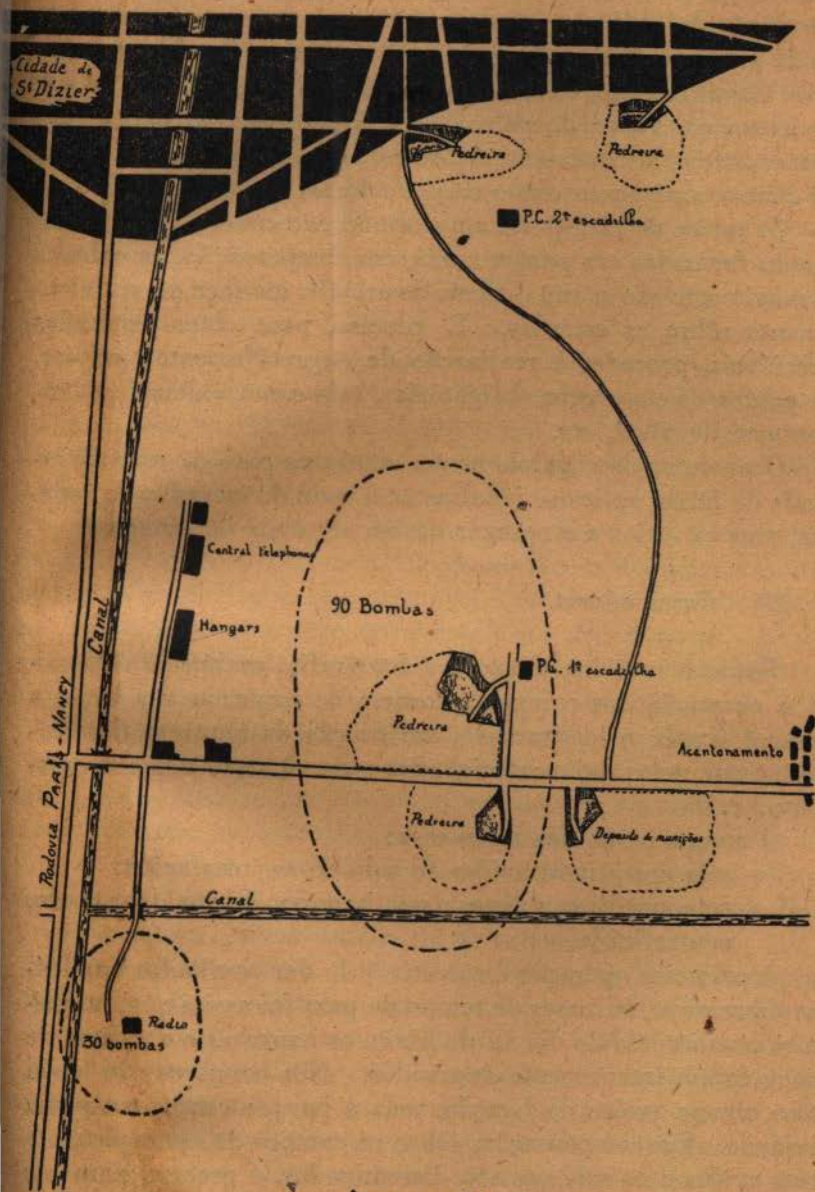 Cidade de
St Dizier
Pedreira
Pedreira
P.C. 2ª escadrilha
Central telephone
Hangars
Canal
90 Bombas
P.C. 1ª escadrilha
Pedreira
Acantonamento
Rodovia PARIS-NANCY
Pedreira
Deposito de munições
Canal
Radio
30 bombas